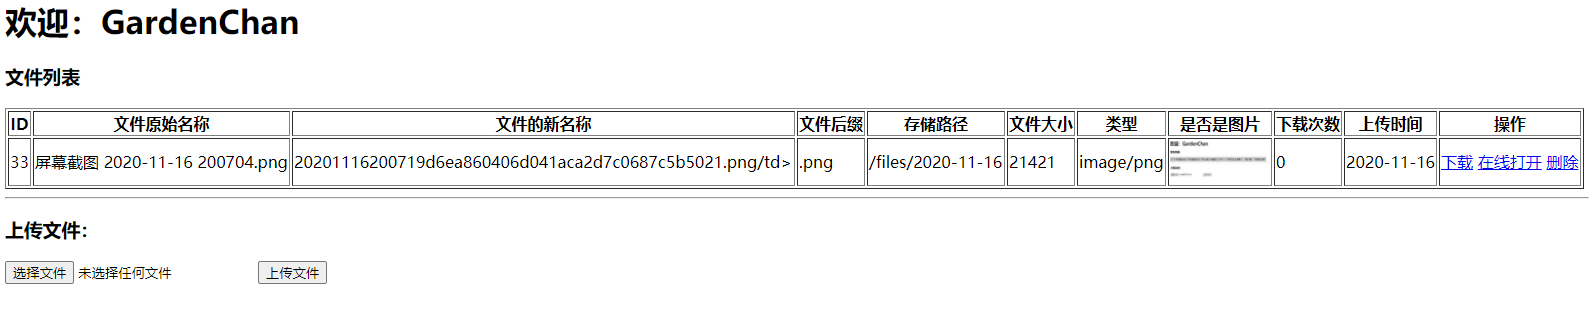 欢迎：GardenChan
文件列表
ID 文件原始名称 文件的新名称 文件后缀 存储路径 文件大小 类型 是否是图片 下载次数 上传时间 操作
33 屏幕截图 2020-11-16 200704.png 20201116200719d6ea860406d041aca2d7c0687c5b5021.png/td> .png /files/2020-11-16 21421 image/png 0 2020-11-16 下载 在线打开 删除
上传文件：
选择文件 未选择任何文件 上传文件